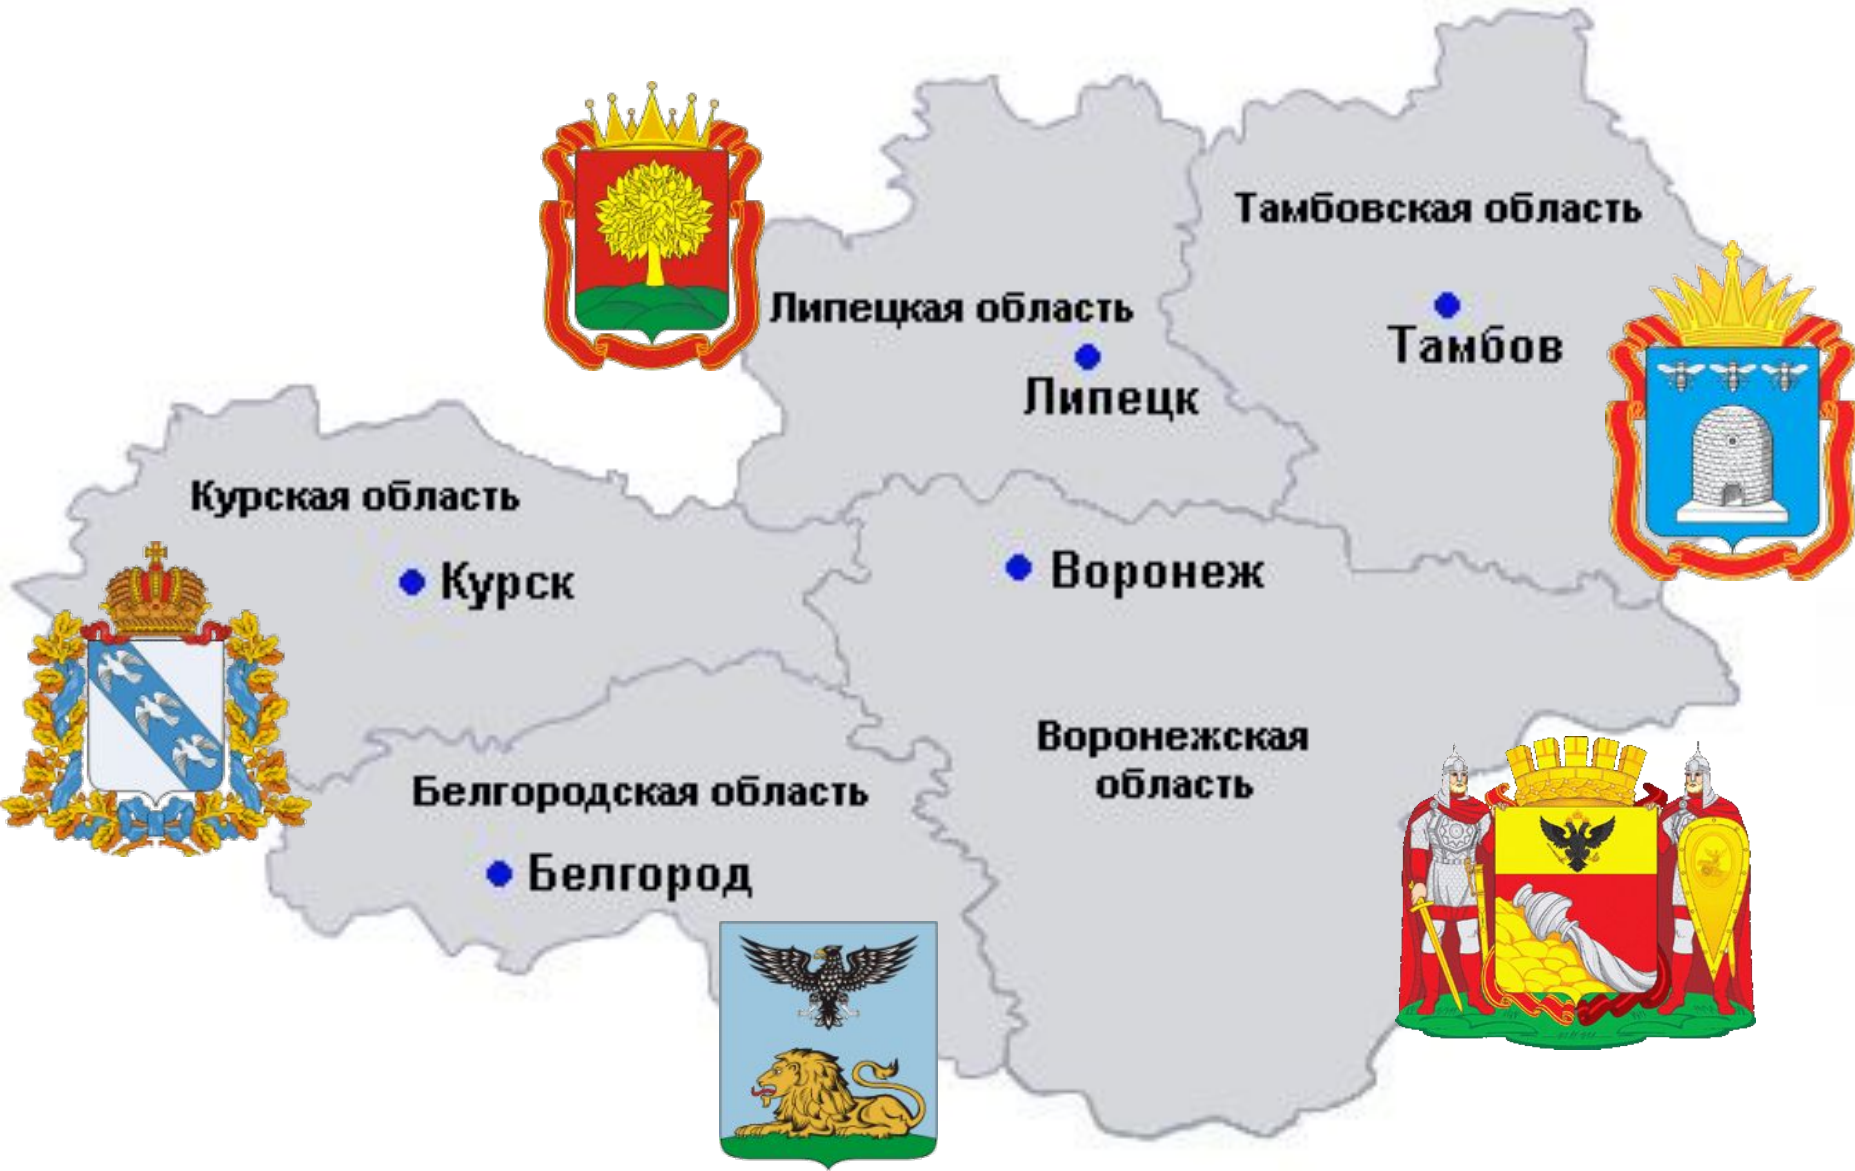 Тамбовская область
Тамбов
Липецкая область
Липецк
Курская область
Курск
Воронеж
Воронежская
область
Белгородская область
Белгород